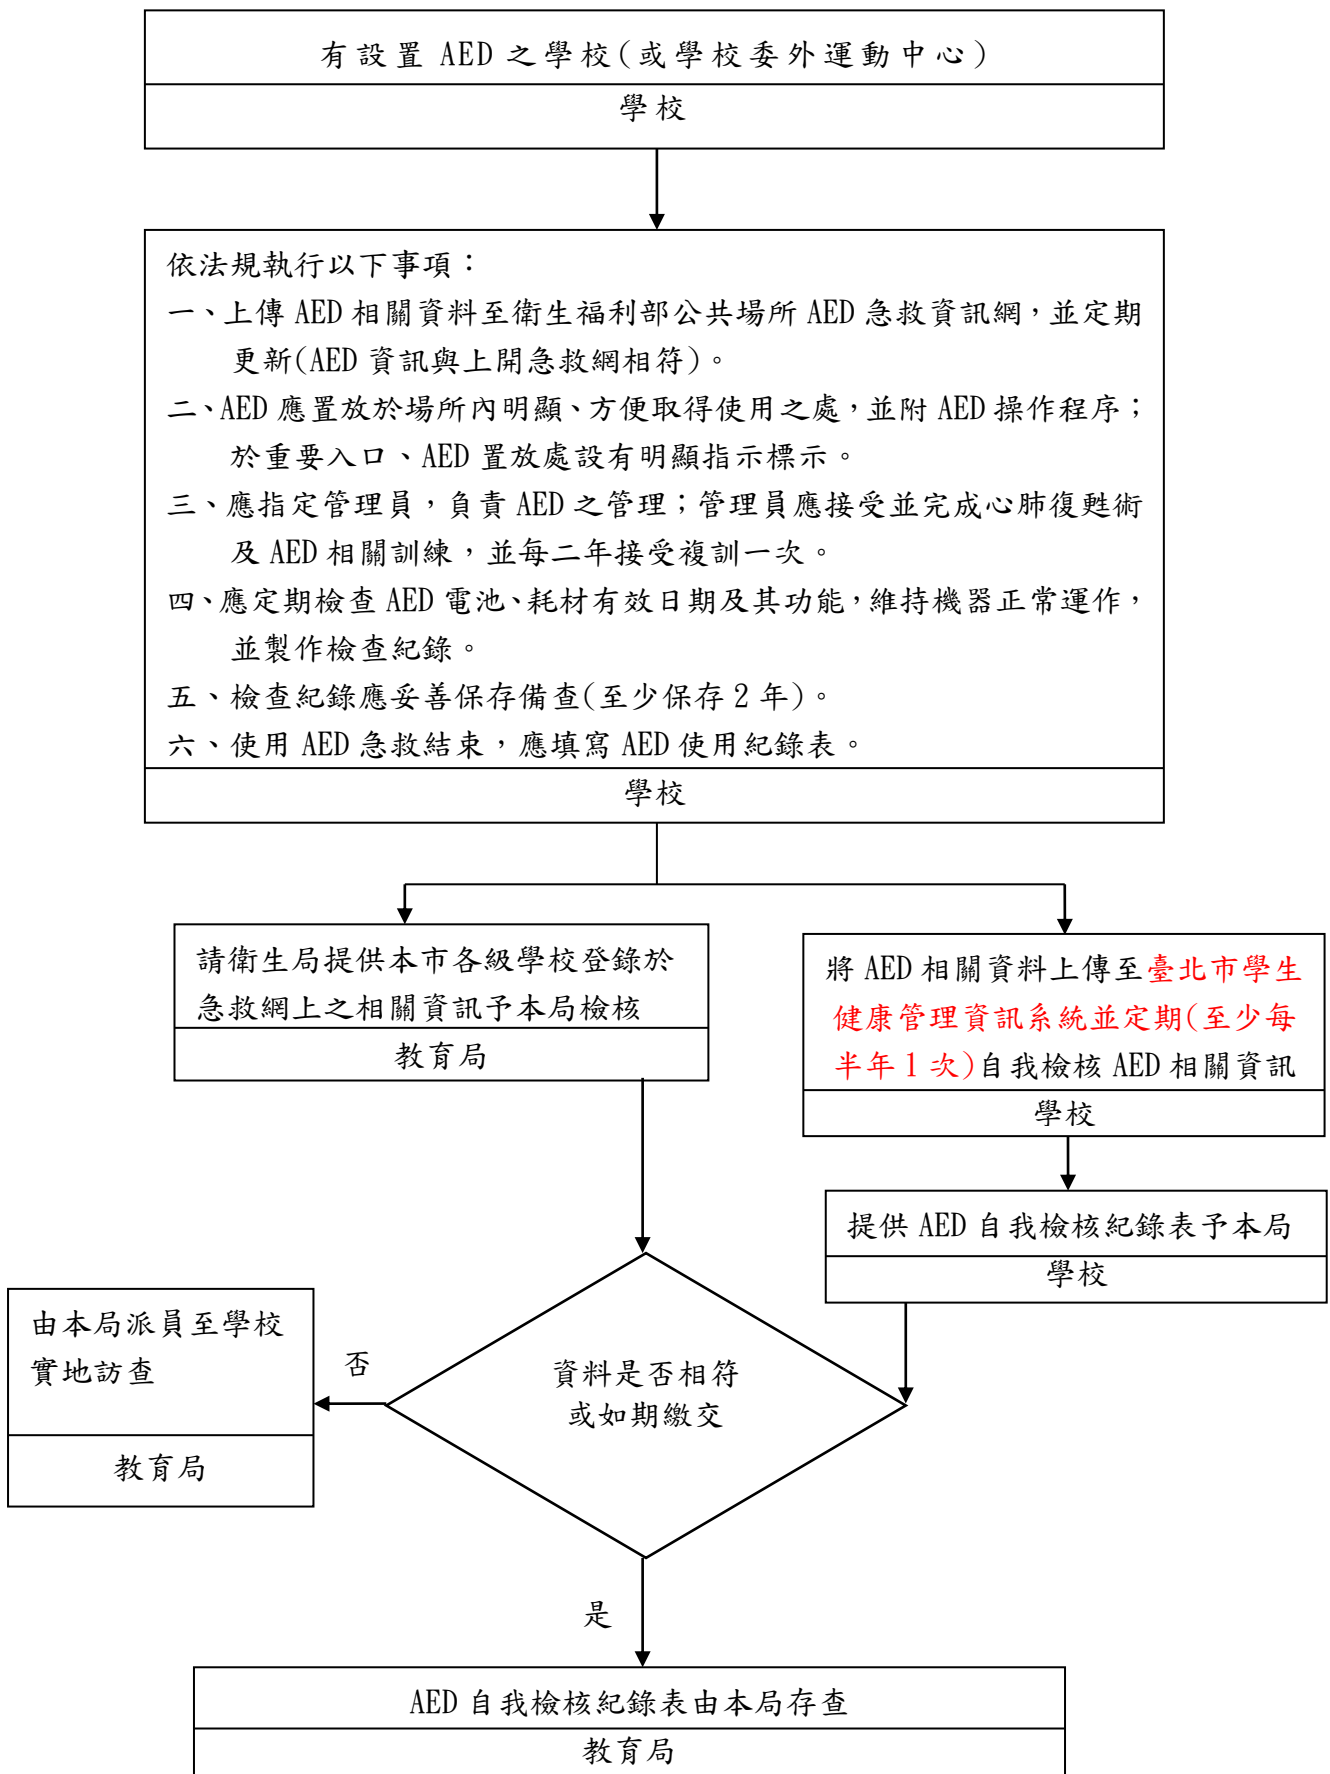 有設置 AED 之學校(或學校委外運動中心)
學校
依法規執行以下事項：
一、上傳 AED 相關資料至衛生福利部公共場所 AED 急救資訊網，並定期
更新(AED 資訊與上開急救網相符)。
二、AED 應置放於場所內明顯、方便取得使用之處，並附 AED 操作程序；
於重要入口、AED 置放處設有明顯指示標示。
三、應指定管理員，負責 AED 之管理；管理員應接受並完成心肺復甦術
及 AED 相關訓練，並每二年接受複訓一次。
四、應定期檢查 AED 電池、耗材有效日期及其功能，維持機器正常運作，
並製作檢查紀錄。
五、檢查紀錄應妥善保存備查(至少保存 2 年)。
六、使用 AED 急救結束，應填寫 AED 使用紀錄表。
學校
請衛生局提供本市各級學校登錄於
急救網上之相關資訊予本局檢核
教育局
將 AED 相關資料上傳至臺北市學生
健康管理資訊系統並定期(至少每
半年 1 次)自我檢核 AED 相關資訊
學校
提供 AED 自我檢核紀錄表予本局
學校
資料是否相符
或如期繳交
否
由本局派員至學校
實地訪查
教育局
是
AED 自我檢核紀錄表由本局存查
教育局